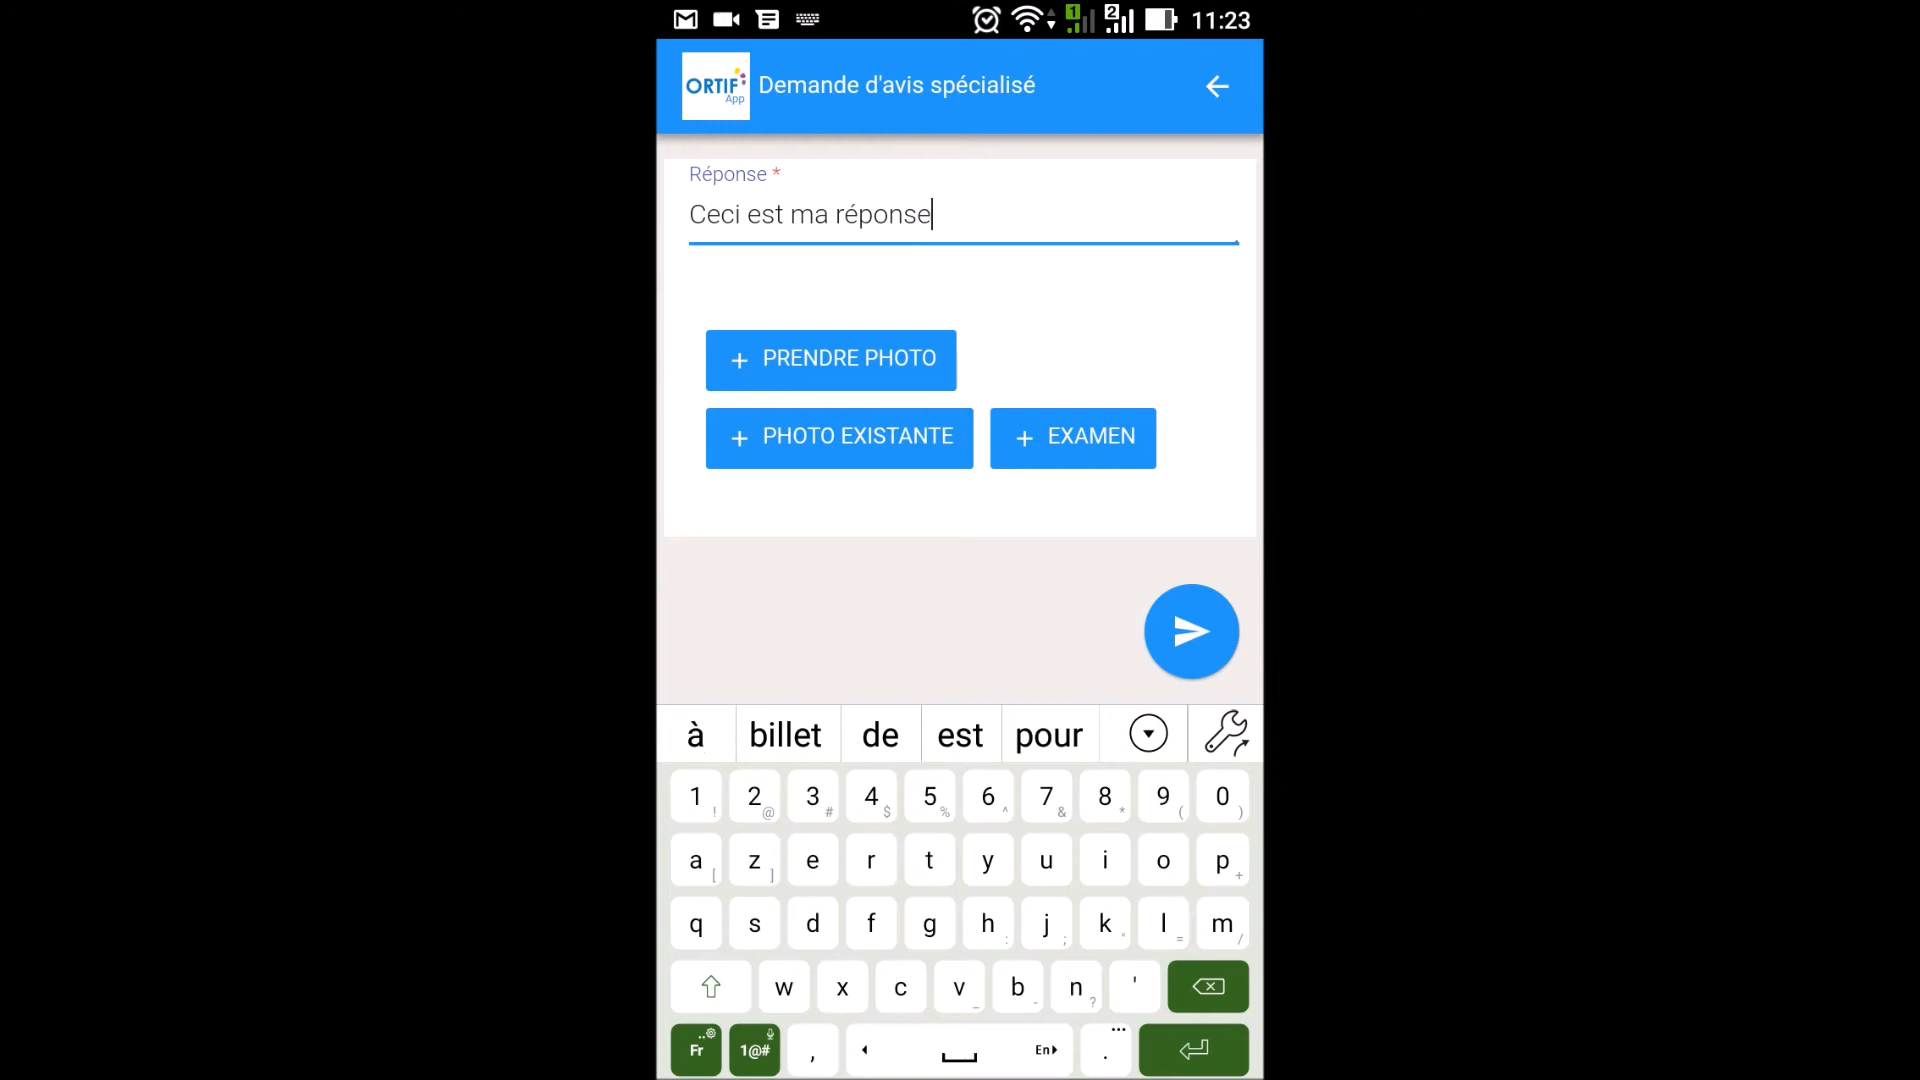 11:23
ORTIF
App
Demande d'avis spécialisé
Réponse *
Ceci est ma réponse
+ PRENDRE PHOTO
+ PHOTO EXISTANTE + EXAMEN
à billet de est pour
1 ! 2 @ 3 # 4 $ 5 % 6 ^ 7 & 8 * 9 ( 0 )
a [ z ] e r t y u i o p +
q s d f g h : j ; k l = m /
w x c v _ b - n ? '
Fr 1@# , En .